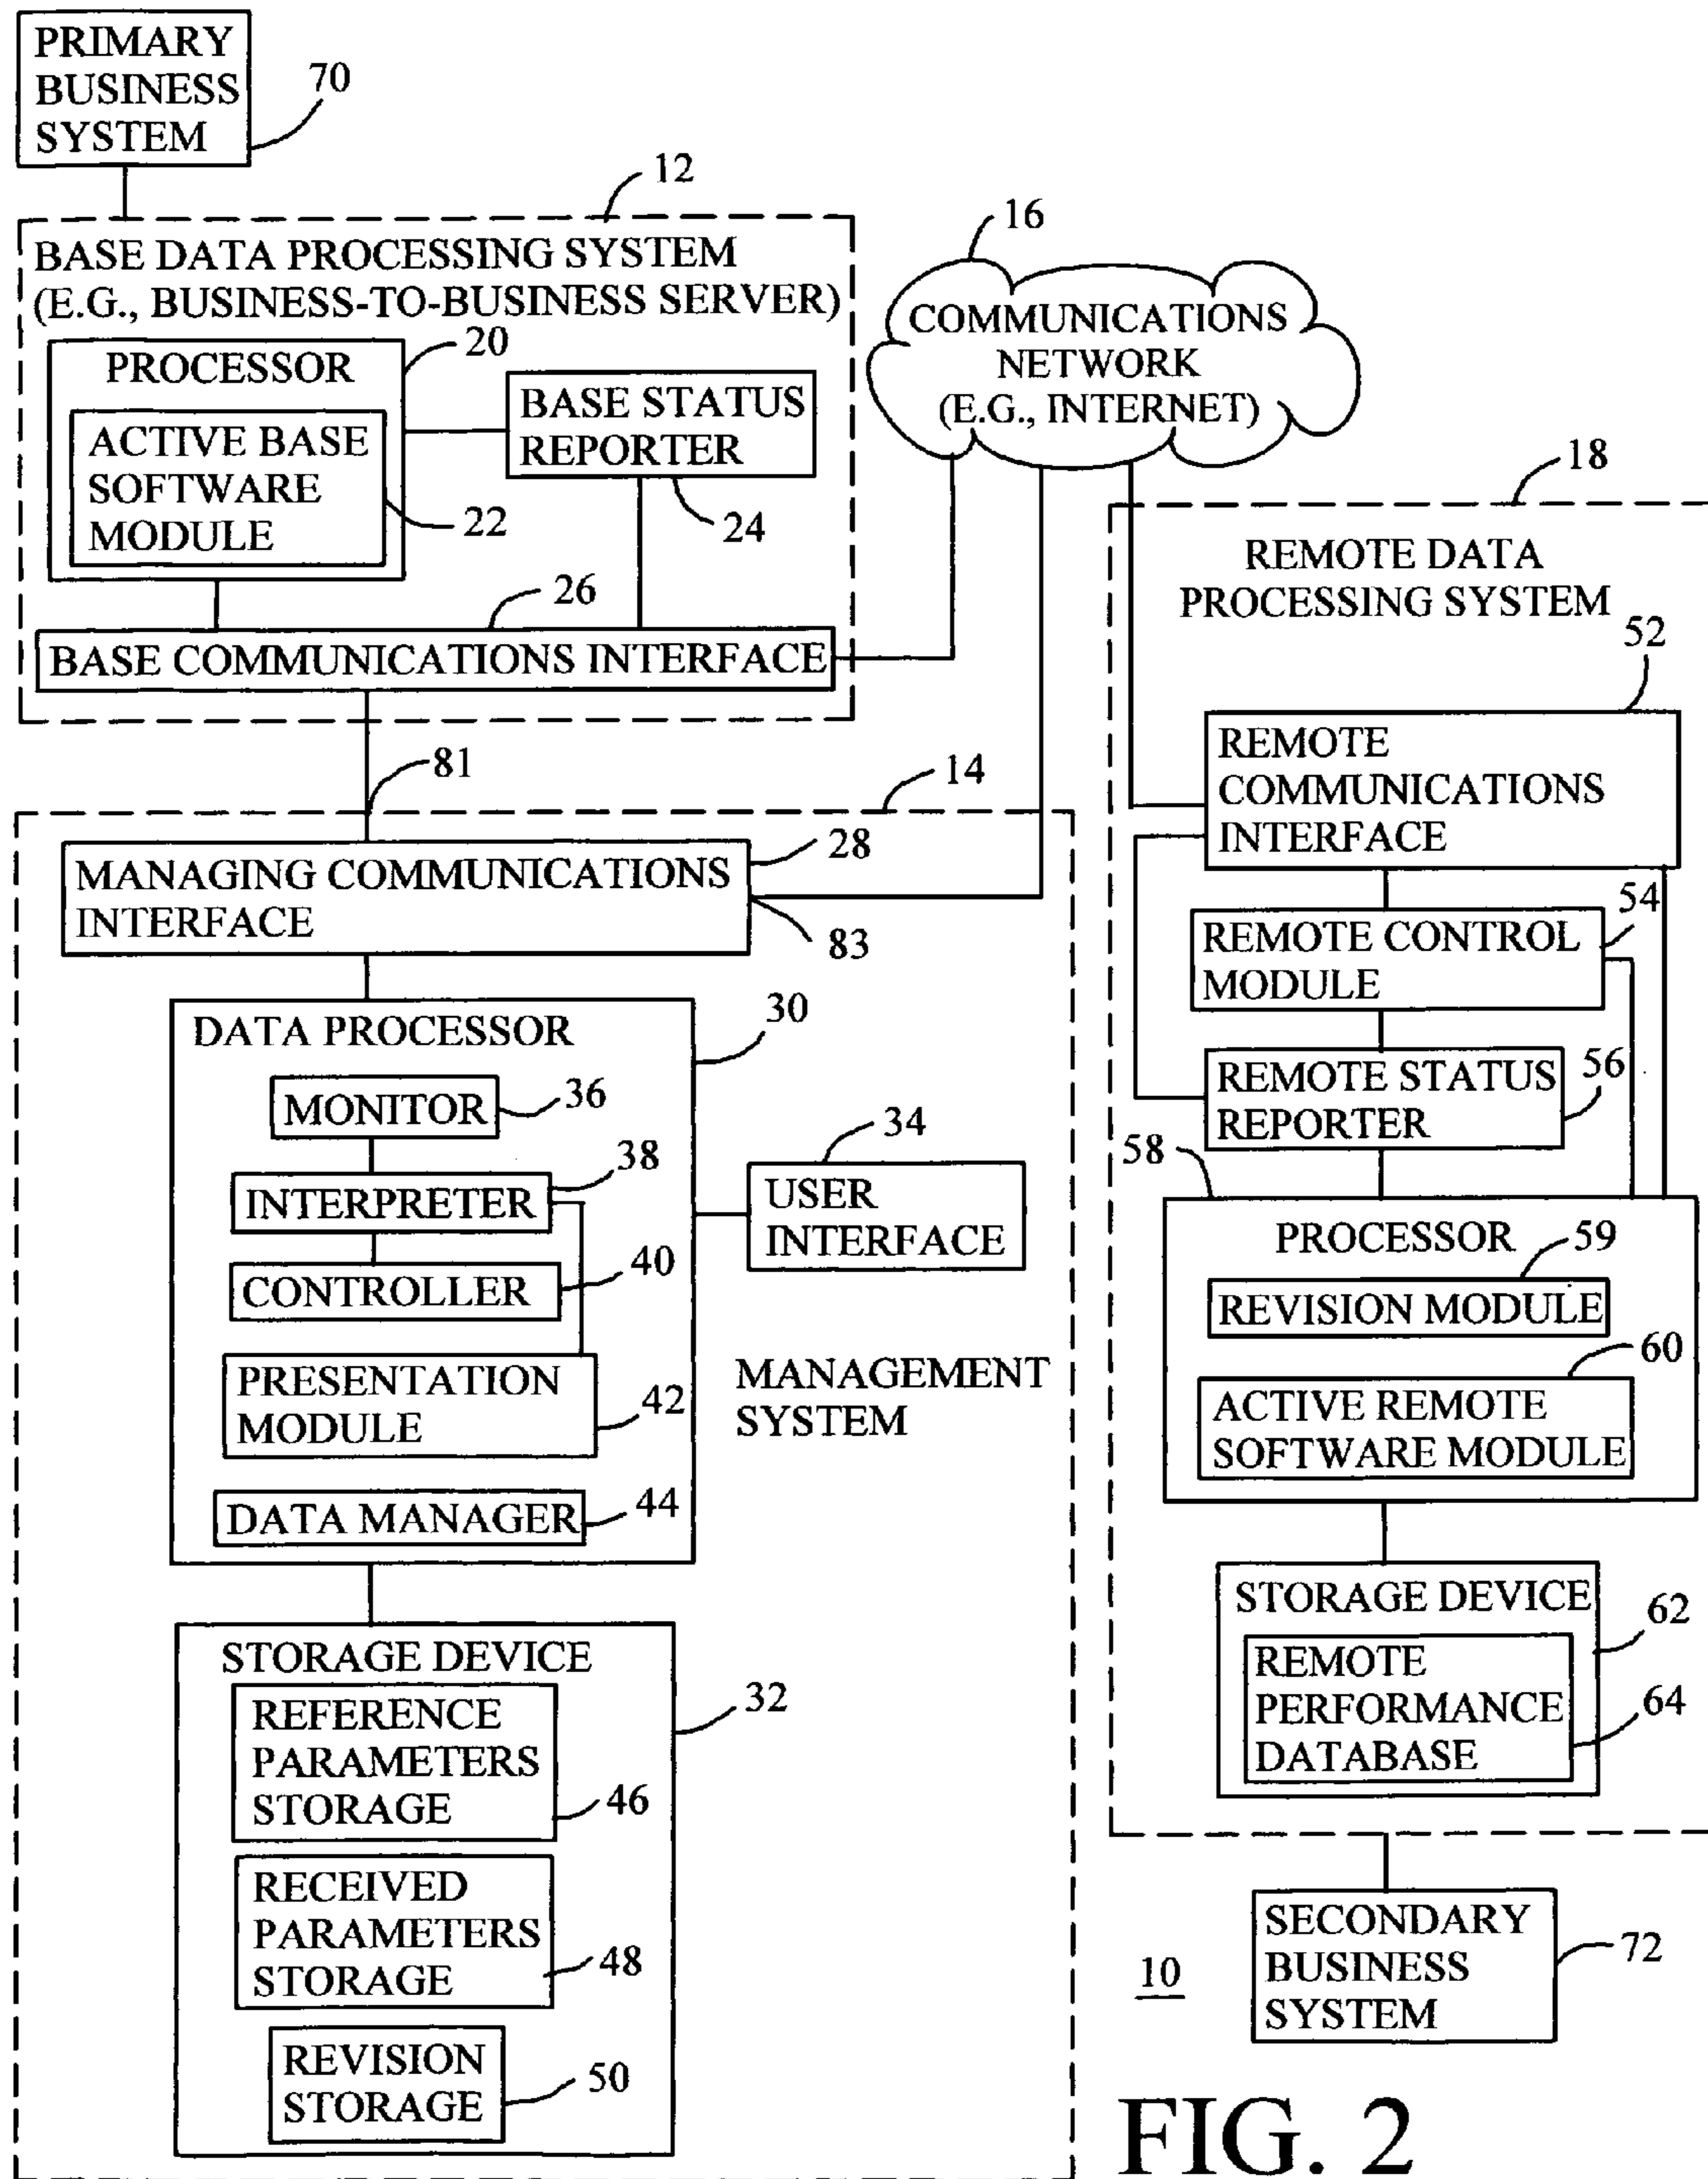 PRIMARY
BUSINESS
SYSTEM
70
12
BASE DATA PROCESSING SYSTEM
(E.G., BUSINESS-TO-BUSINESS SERVER)
PROCESSOR
20
ACTIVE BASE
SOFTWARE
MODULE
22
BASE STATUS
REPORTER
24
26
BASE COMMUNICATIONS INTERFACE
16
COMMUNICATIONS
NETWORK
(E.G., INTERNET)
81
14
MANAGING COMMUNICATIONS
INTERFACE
28
83
DATA PROCESSOR
30
MONITOR
36
INTERPRETER
38
CONTROLLER
40
PRESENTATION
MODULE
42
DATA MANAGER
44
34
USER
INTERFACE
MANAGEMENT
SYSTEM
STORAGE DEVICE
32
REFERENCE
PARAMETERS
STORAGE
46
RECEIVED
PARAMETERS
STORAGE
48
REVISION
STORAGE
50
18
REMOTE DATA
PROCESSING SYSTEM
52
REMOTE
COMMUNICATIONS
INTERFACE
54
REMOTE CONTROL
MODULE
REMOTE STATUS
REPORTER
56
58
PROCESSOR
59
REVISION MODULE
60
ACTIVE REMOTE
SOFTWARE MODULE
STORAGE DEVICE
62
REMOTE
PERFORMANCE
DATABASE
64
SECONDARY
BUSINESS
SYSTEM
72
10
FIG. 2